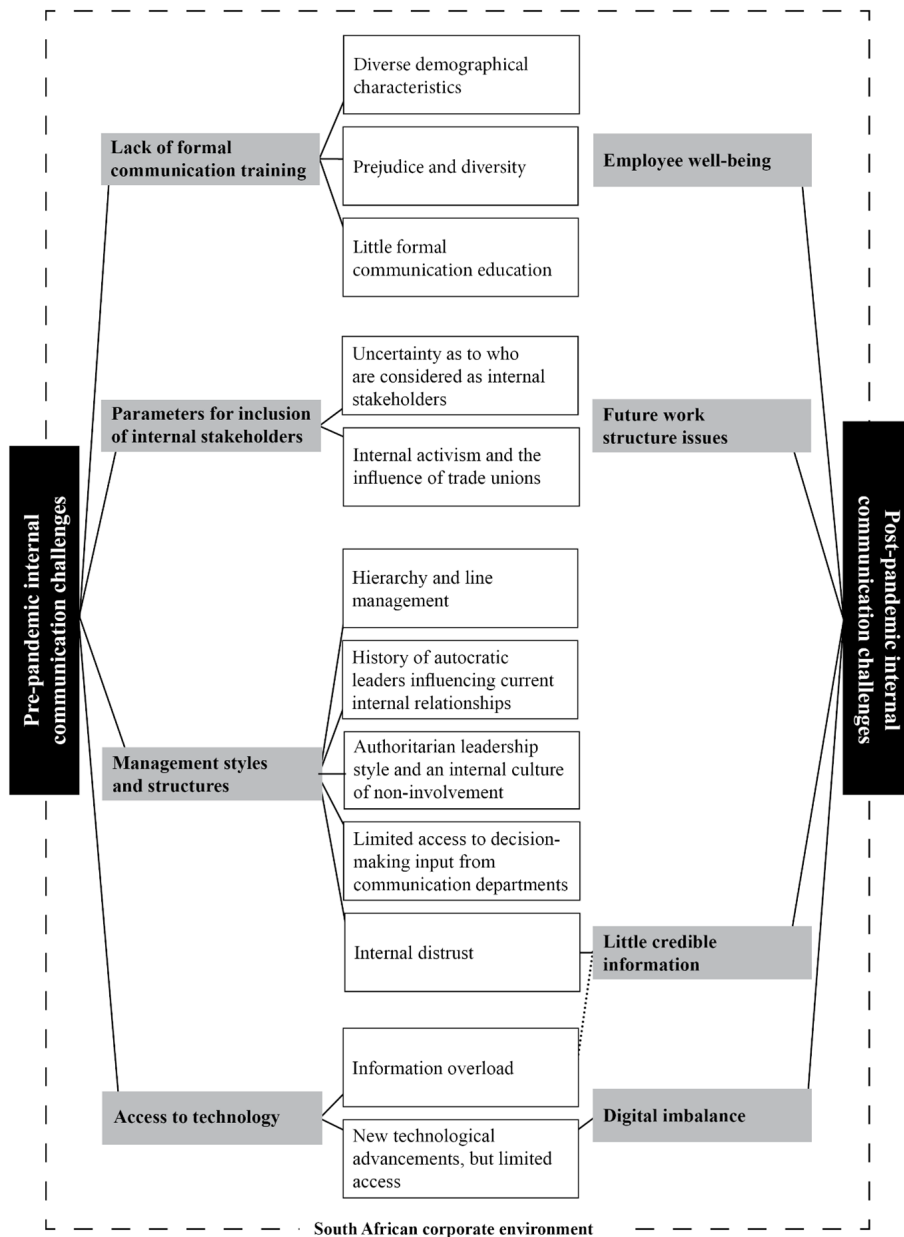 Pre-pandemic internal
communication challenges
Lack of formal
communication training
Diverse demographical
characteristics
Prejudice and diversity
Little formal
communication education
Parameters for inclusion
of internal stakeholders
Uncertainty as to who
are considered as internal
stakeholders
Internal activism and the
influence of trade unions
Management styles
and structures
Hierarchy and line
management
History of autocratic
leaders influencing current
internal relationships
Authoritarian leadership
style and an internal culture
of non-involvement
Limited access to decision-
making input from
communication departments
Internal distrust
Access to technology
Information overload
New technological
advancements, but limited
access
Employee well-being
Future work
structure issues
Little credible
information
Digital imbalance
Post-pandemic internal
communication challenges
South African corporate environment